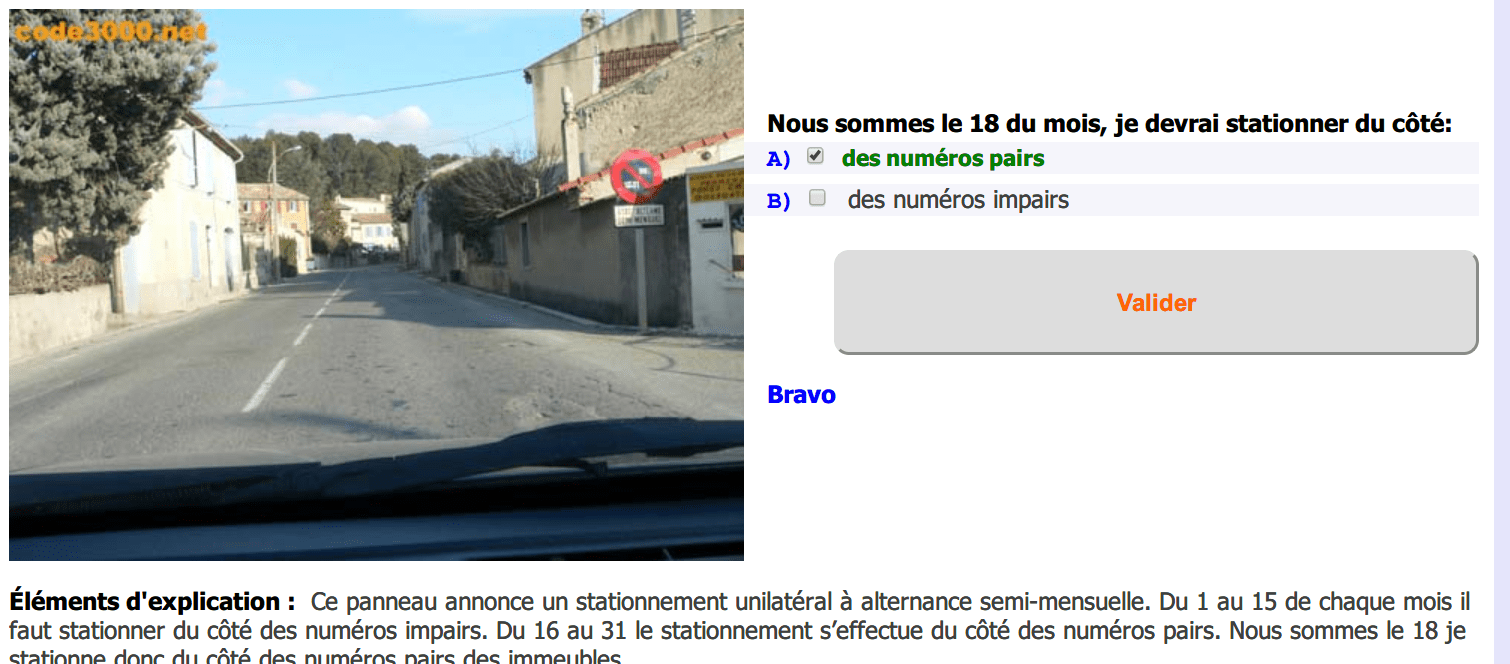 code3000.net
Nous sommes le 18 du mois, je devrai stationner du côté:
A) des numéros pairs
B) des numéros impairs
Valider
Bravo
Éléments d'explication : Ce panneau annonce un stationnement unilatéral à alternance semi-mensuelle. Du 1 au 15 de chaque mois il
faut stationner du côté des numéros impairs. Du 16 au 31 le stationnement s’effectue du côté des numéros pairs. Nous sommes le 18 je
stationne donc du côté des numéros pairs des immeubles